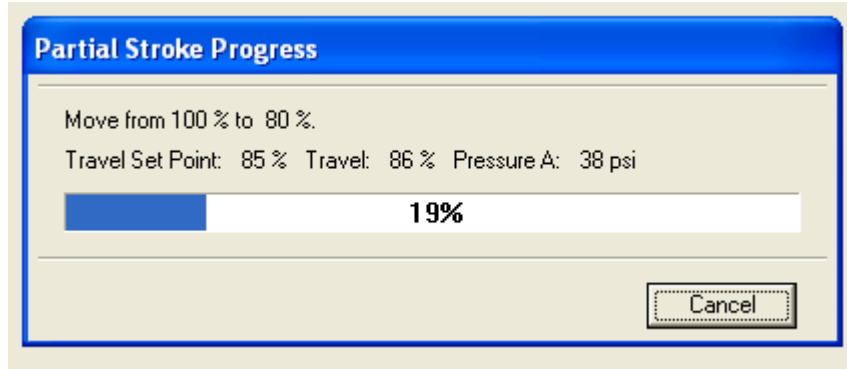 Partial Stroke Progress
Move from 100 % to 80 %.
Travel Set Point: 85 % Travel: 86 % Pressure A: 38 psi
19%
Cancel